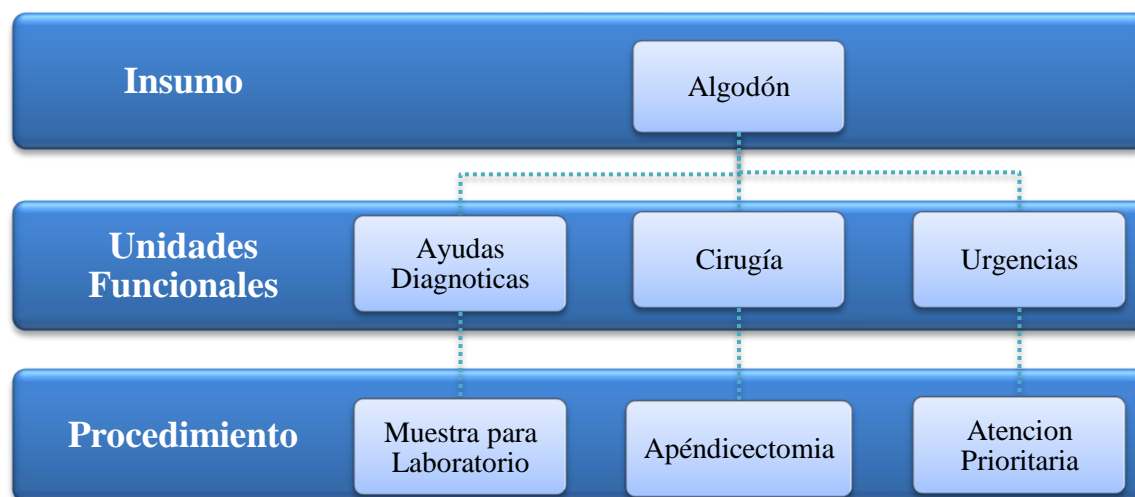 Insumo
Algodón
Unidades
Funcionales
Ayudas
Diagnoticas
Cirugía
Urgencias
Procedimiento
Muestra para
Laboratorio
Apéndicectomia
Atencion
Prioritaria